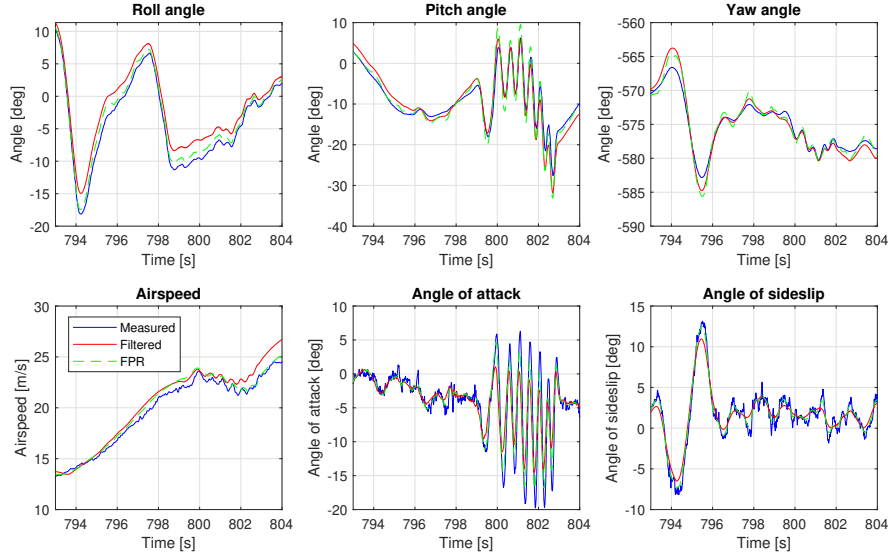 Roll angle
Pitch angle
Yaw angle
10
5
0
-5
-10
-15
-20
Angle [deg]
794 796 798 800 802 804
Time [s]
10
0
-10
-20
-30
-40
Angle [deg]
794 796 798 800 802 804
Time [s]
-560
-565
-570
-575
-580
-585
-590
Angle [deg]
794 796 798 800 802 804
Time [s]
Airspeed
Angle of attack
Angle of sideslip
30
25
20
15
10
Airspeed [m/s]
Measured
Filtered
FPR
794 796 798 800 802 804
Time [s]
10
5
0
-5
-10
-15
-20
Angle of attack [deg]
794 796 798 800 802 804
Time [s]
15
10
5
0
-5
-10
Angle of sideslip [deg]
794 796 798 800 802 804
Time [s]